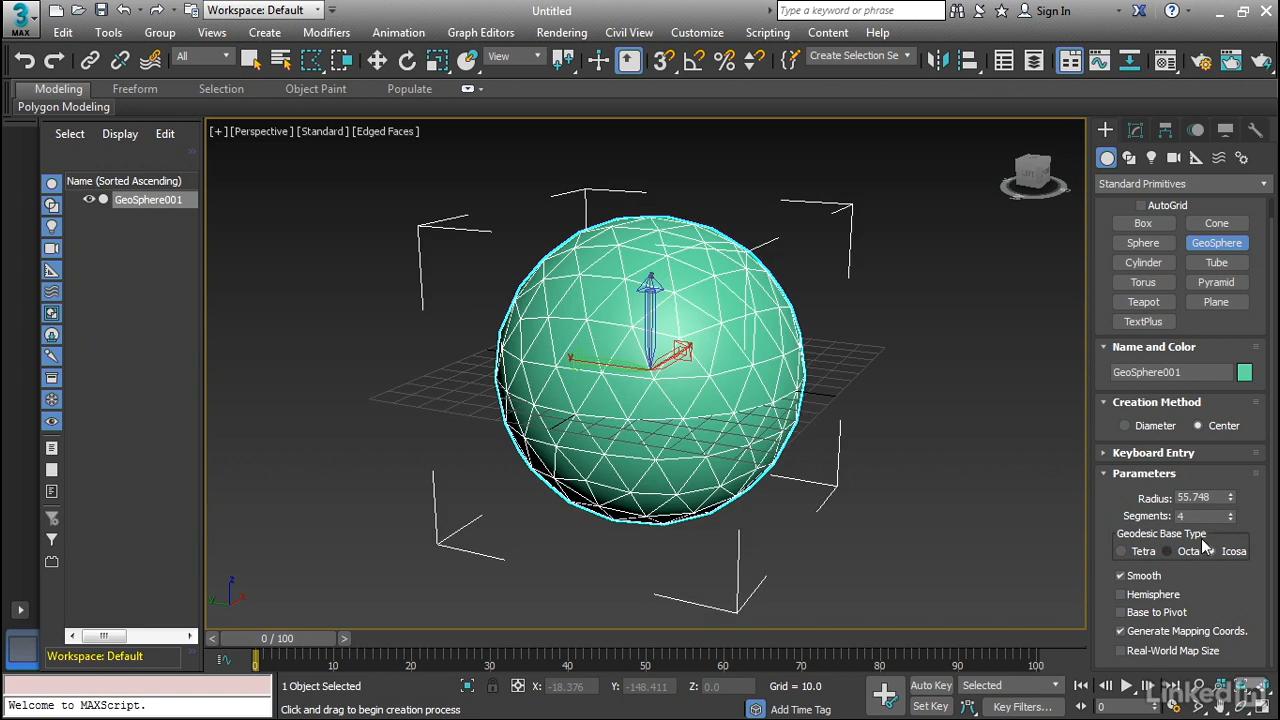 3
MAX
Workspace: Default
Untitled
Type a keyword or phrase
Sign In
Edit Tools Group Views Create Modifiers Animation Graph Editors Rendering Civil View Customize Scripting Content Help
All
View
3
Create Selection Se
Modeling Freeform Selection Object Paint Populate
Polygon Modeling
Select Display Edit
Name (Sorted Ascending)
GeoSphere001
[+] [Perspective] [Standard] [Edged Faces]
z
y
x
Standard Primitives
AutoGrid
Box Cone
Sphere GeoSphere
Cylinder Tube
Torus Pyramid
Teapot Plane
TextPlus
Name and Color
GeoSphere001
Creation Method
Diameter Center
Keyboard Entry
Parameters
Radius: 55.748
Segments: 4
Geodesic Base Type
Tetra Octa Icosa
Smooth
Hemisphere
Base to Pivot
Generate Mapping Coords.
Real-World Map Size
Workspace: Default
0 / 100
0 10 20 30 40 50 60 70 80 90 100
Welcome to MAXScript.
1 Object Selected
Click and drag to begin creation process
X: -18.376 Y: -148.411 Z: 0.0 Grid = 10.0
Add Time Tag
Auto Key Selected
Set Key Key Filters...
0
LinkedIn